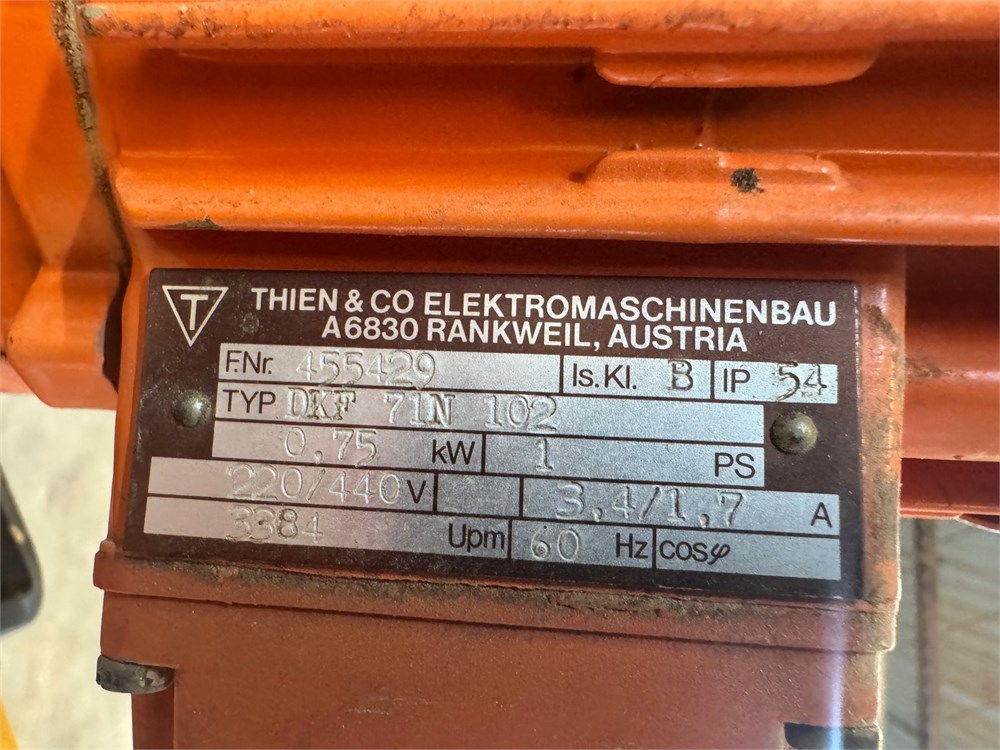 T THIEN & CO ELEKTROMASCHINENBAU
A6830 RANKWEIL, AUSTRIA
F.Nr. 455429 Is.Kl. B IP 54
TYP DKF 71N 102
0,75 kW 1 PS
220/440 V 3,4/1,7 A
3384 Upm 60 Hz cosφ